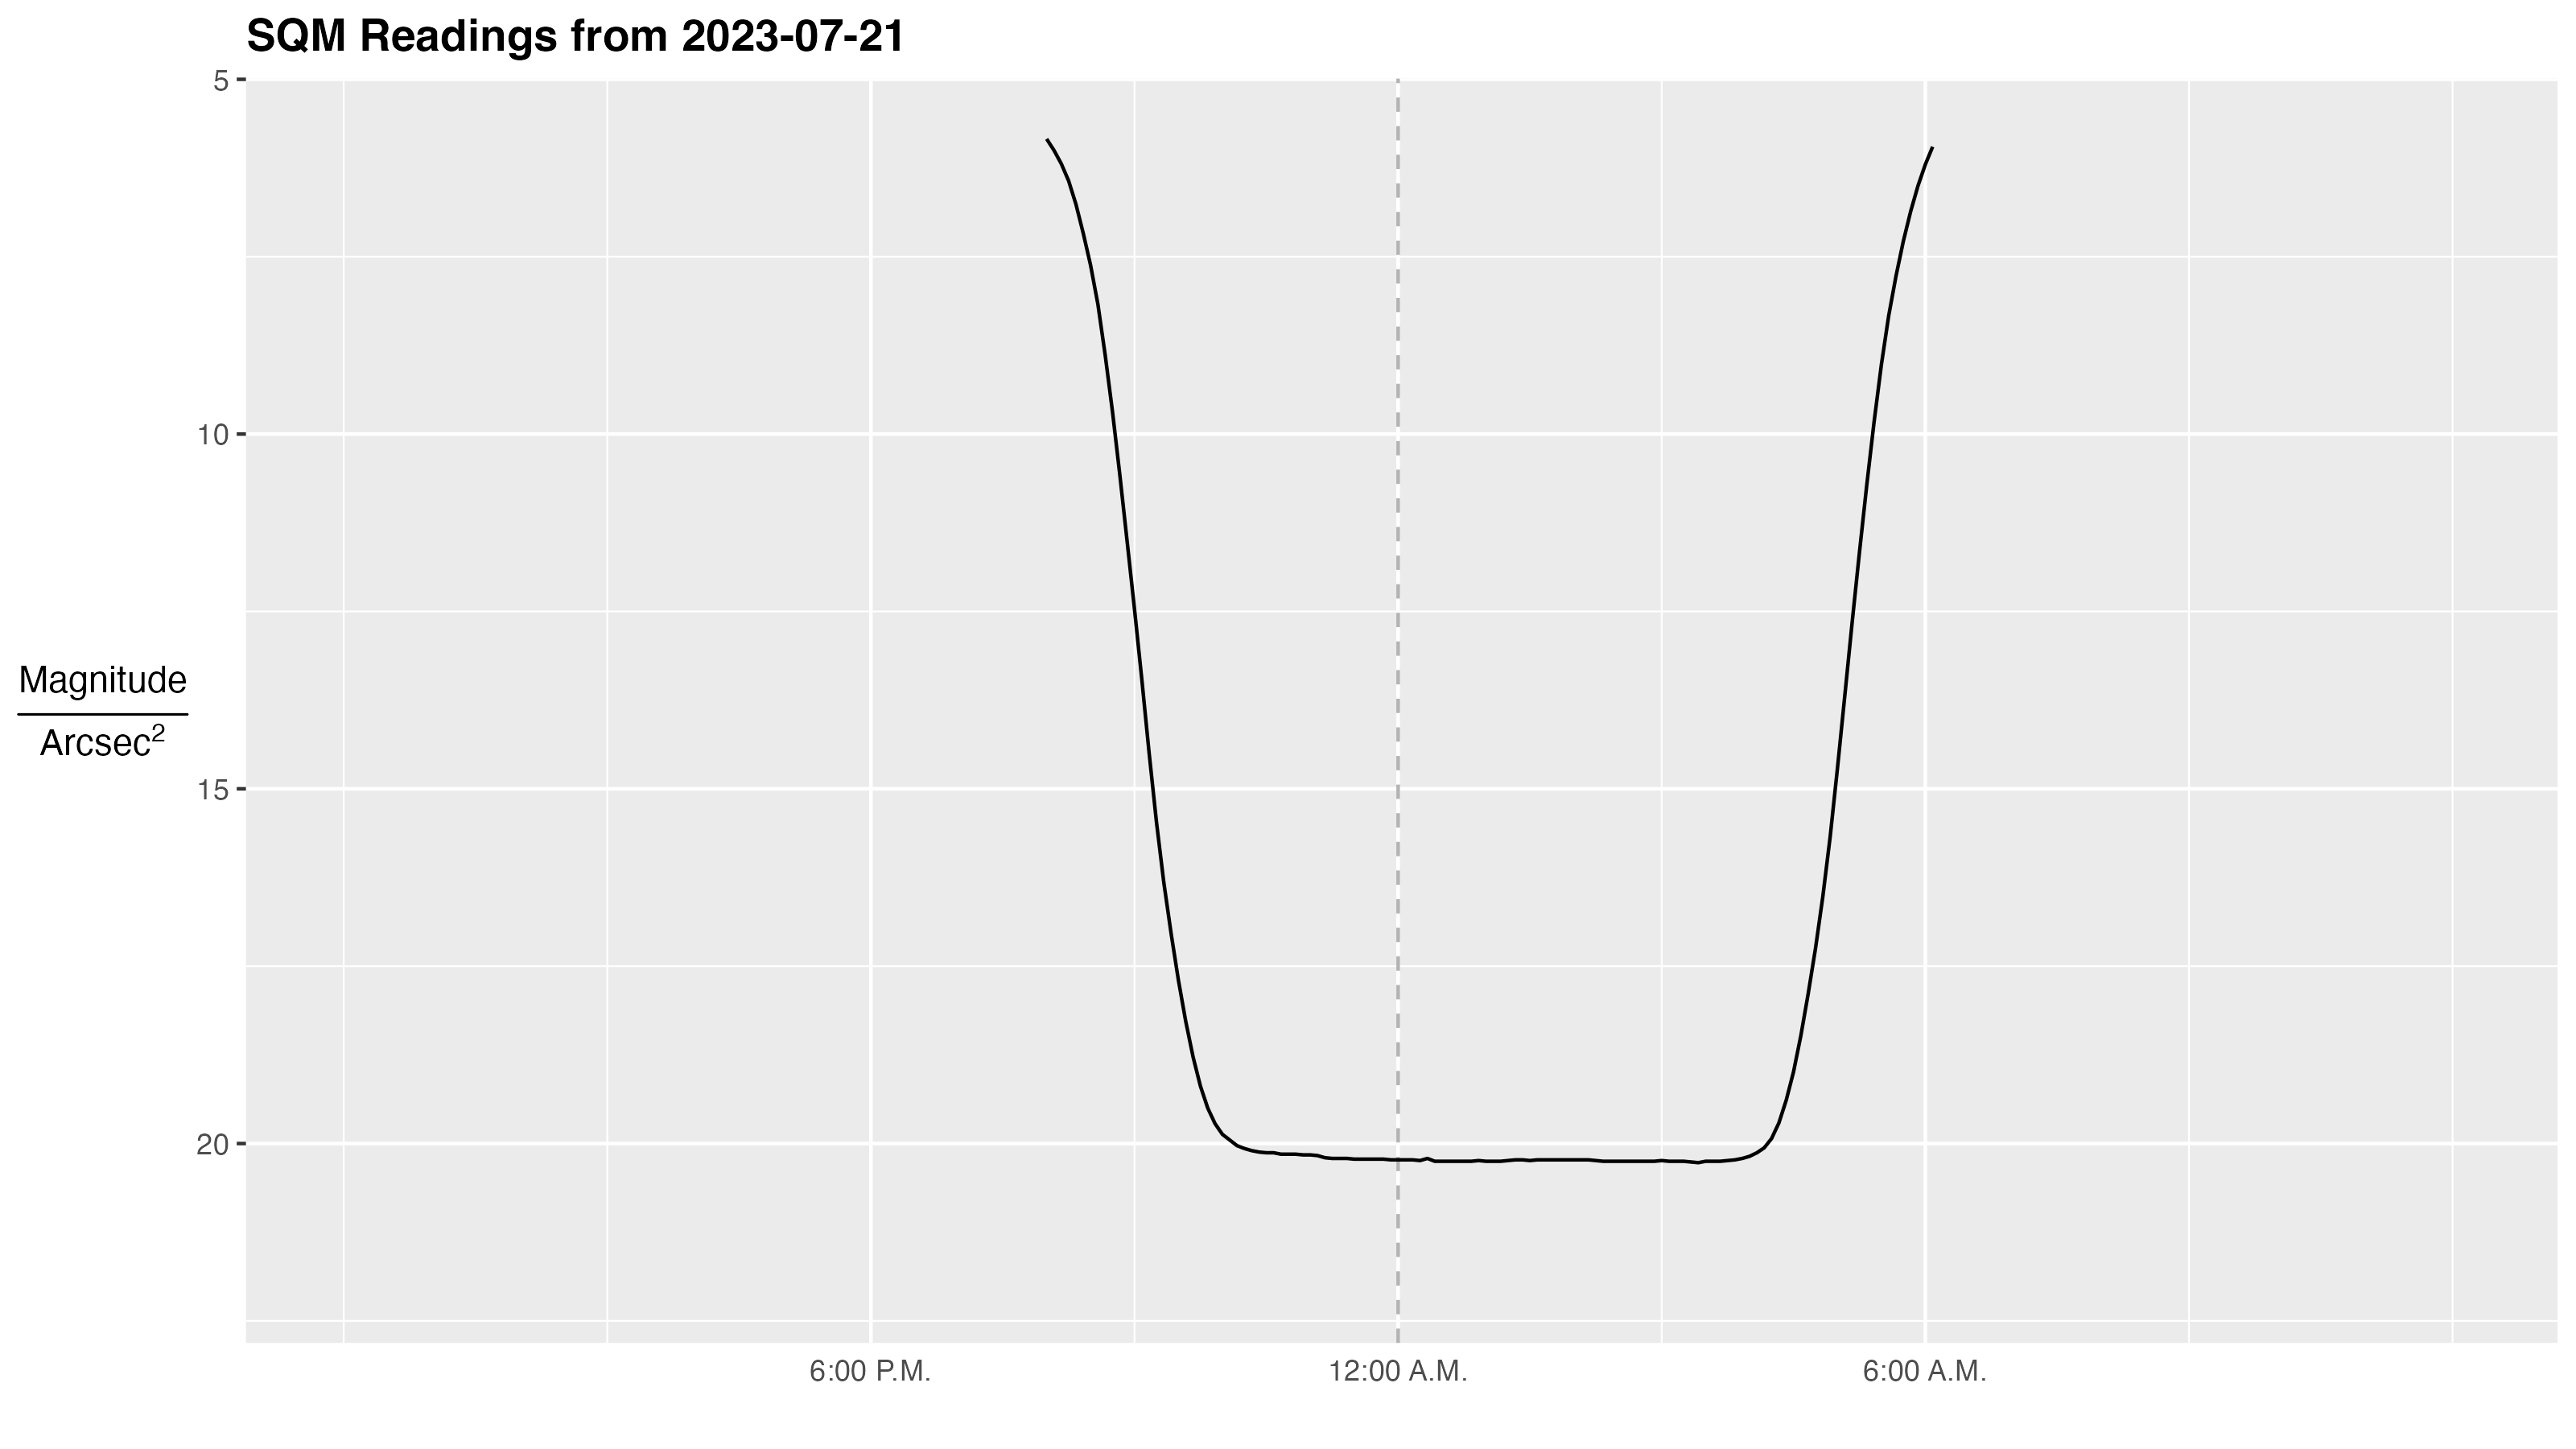 SQM Readings from 2023-07-21
5
10
15
20
Magnitude
Arcsec²
6:00 P.M.
12:00 A.M.
6:00 A.M.